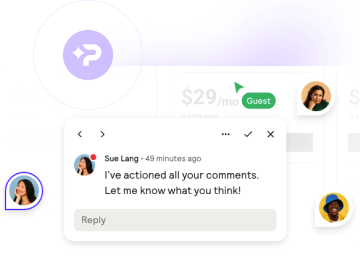 $29/mo
Guest
Sue Lang • 49 minutes ago
I've actioned all your comments.
Let me know what you think!
Reply